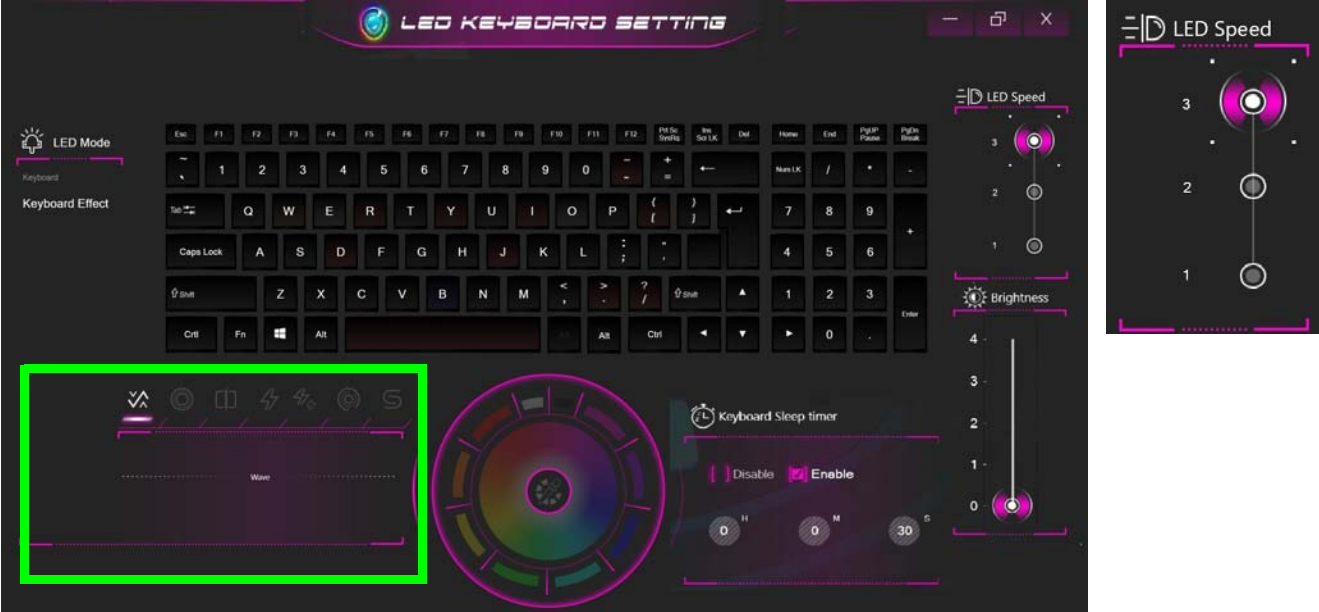 LED KEYBOARD SETTING
X
LED Speed
3
2
1
LED Mode
Keyboard
Keyboard Effect
Esc F1 F2 F3 F4 F5 F6 F7 F8 F9 F10 F11 F12 Prt Sc SysRq Ins Scr LK Del Home End PgUP Pause PgDn Break
~ ` 1 2 3 4 5 6 7 8 9 0 - - + = ← Num LK / * -
Tab Q W E R T Y U I O P { [ } ] 7 8 9 +
Caps Lock A S D F G H J K L : ; " ' 4 5 6
Shift Z X C V B N M < , > . ? / Shift ▲ 1 2 3 Enter
Crtl Fn Alt Alt Ctrl ◄ ▼ ► 0 .
LED Speed
3
2
1
Brightness
4
3
2
1
0
Wave
Keyboard Sleep timer
[ ] Disable Enable
0 H 0 M 30 S